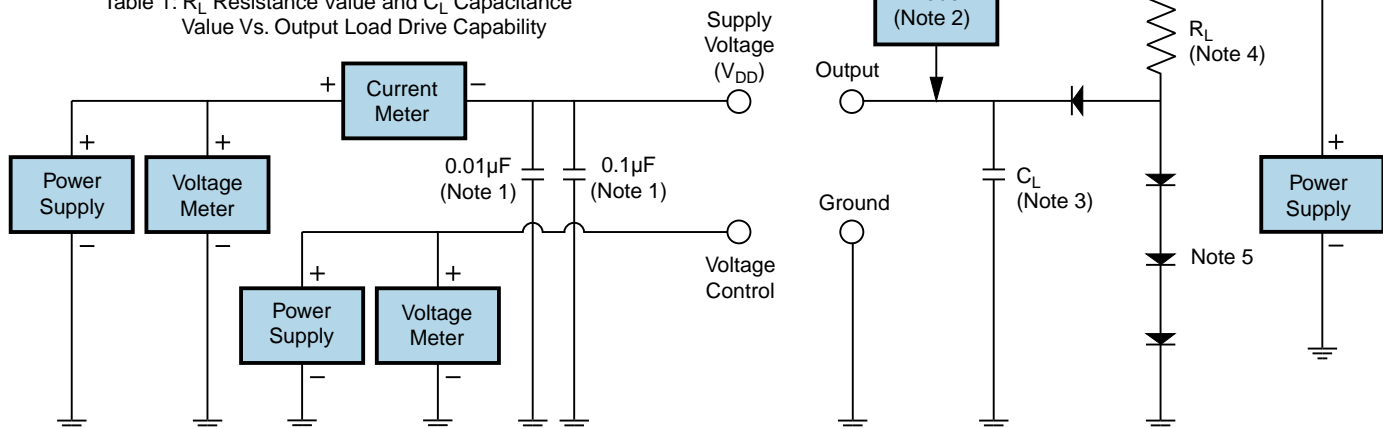 Table 1: RL Resistance Value and CL Capacitance
Value Vs. Output Load Drive Capability
Supply
Voltage
(VDD)
(Note 2)
RL
(Note 4)
Output
+
Current
Meter
−
+
Power
Supply
−
+
Voltage
Meter
−
0.01µF
(Note 1)
0.1µF
(Note 1)
CL
(Note 3)
+
Power
Supply
−
Ground
Voltage
Control
Note 5
+
Power
Supply
−
+
Voltage
Meter
−